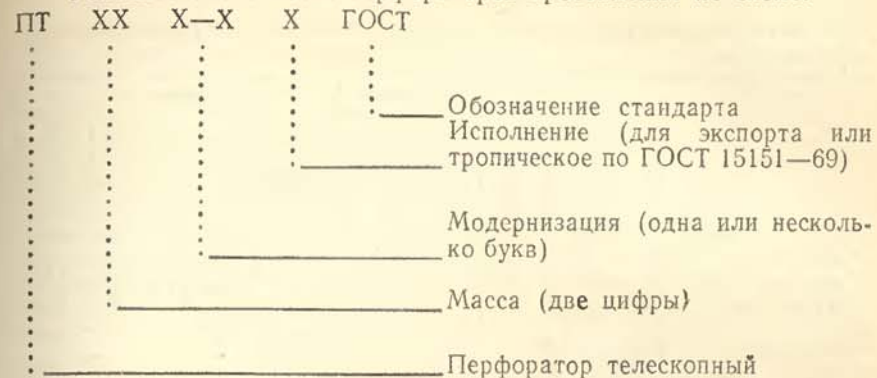 ПТ ХХ Х—Х Х ГОСТ
Обозначение стандарта
Исполнение (для экспорта или
тропическое по ГОСТ 15151—69)
Модернизация (одна или несколь-
ко букв)
Масса (две цифры)
Перфоратор телескопный